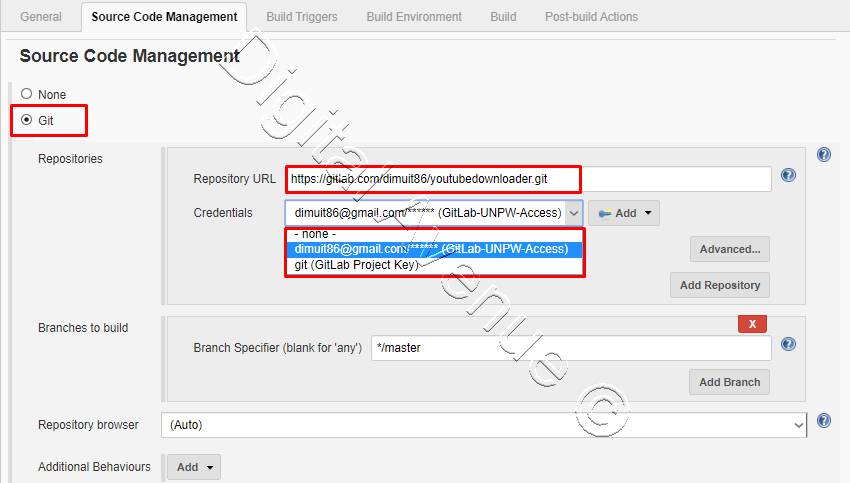 General Source Code Management Build Triggers Build Environment Build Post-build Actions
Source Code Management
None
Git
Repositories
Repository URL https://gitlab.com/dimuit86/youtubedownloader.git
Credentials dimuit86@gmail.com/****** (GitLab-UNPW-Access) Add
- none -
dimuit86@gmail.com/****** (GitLab-UNPW-Access)
git (GitLab Project Key)
Advanced...
Add Repository
Branches to build
X
Branch Specifier (blank for 'any') */master
Add Branch
Repository browser (Auto)
Additional Behaviours Add
Digital Avenue ©